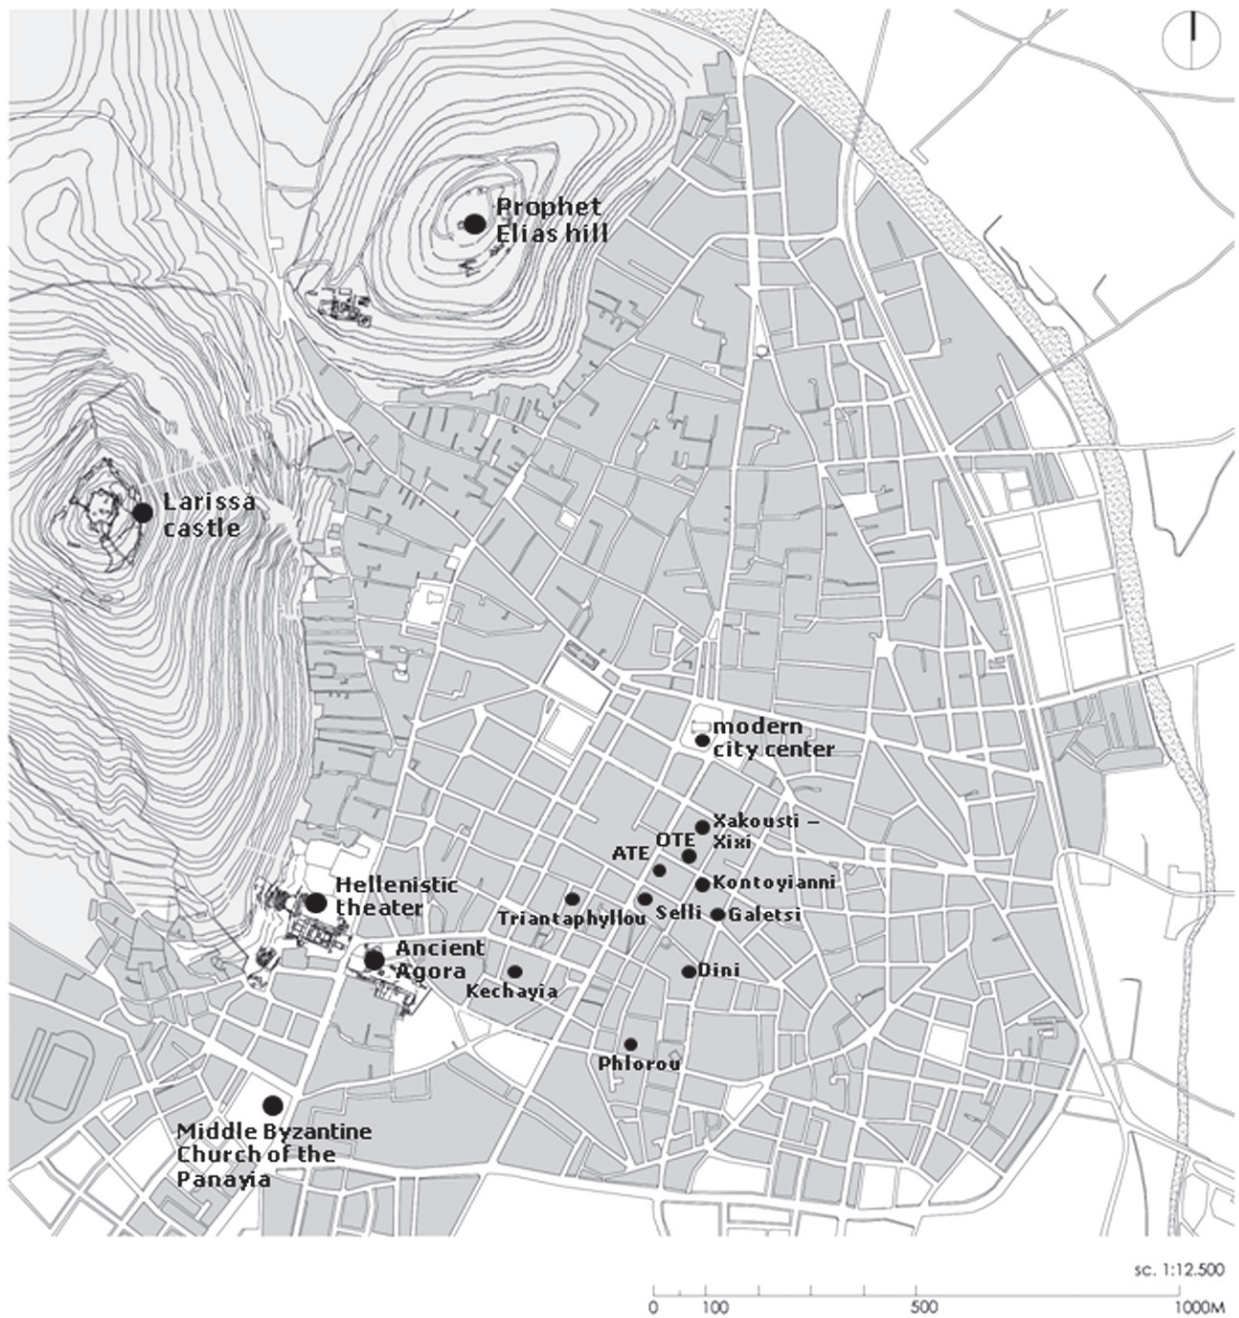 Prophet
Elias hill
Larissa
castle
modern
city center
Xakousti –
Xixi
OTE
ATE
Kontoyianni
Hellenistic
theater
Triantaphyllou
Selli
Galetsi
Ancient
Agora
Kechayia
Dini
Phlorou
Middle Byzantine
Church of the
Panayia
sc. 1:12.500
0 100 500 1000M